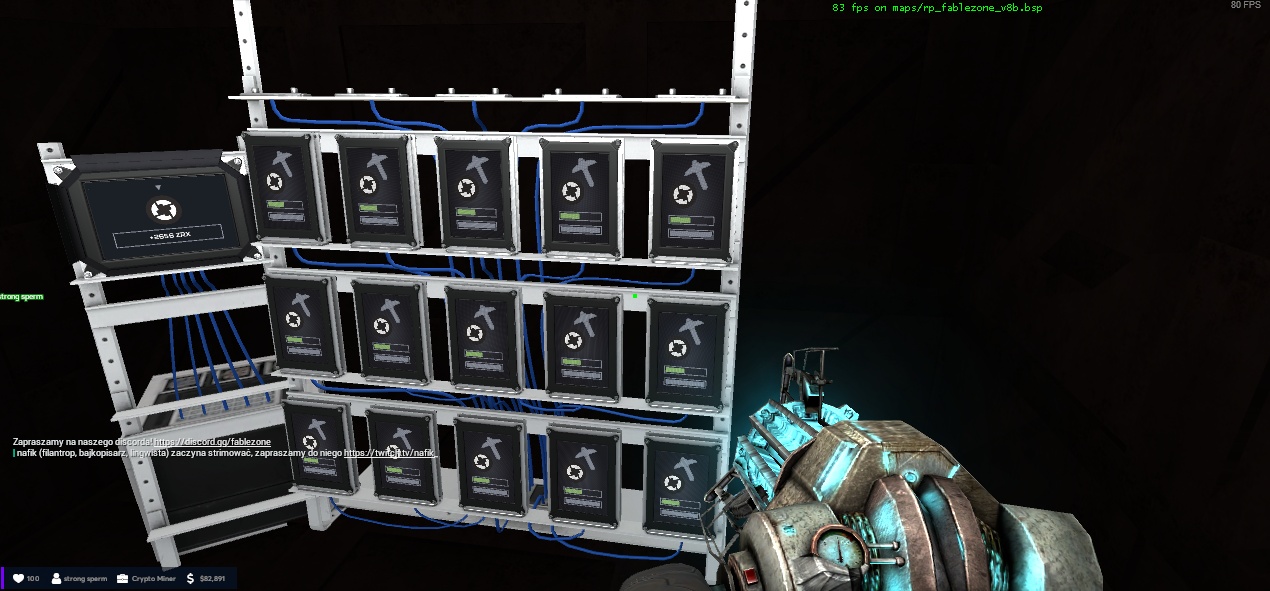 83 fps on maps/rp_fablezone_v8b.bsp
80 FPS
+2656 ZRX
strong sperm
Zapraszamy na naszego discorda! https://discord.gg/fablezone
nafik (filantrop, bajkopisarz, lingwista) zaczyna strimować, zapraszamy do niego https://twitch.tv/nafik_
100 strong sperm Crypto Miner $ $82,891